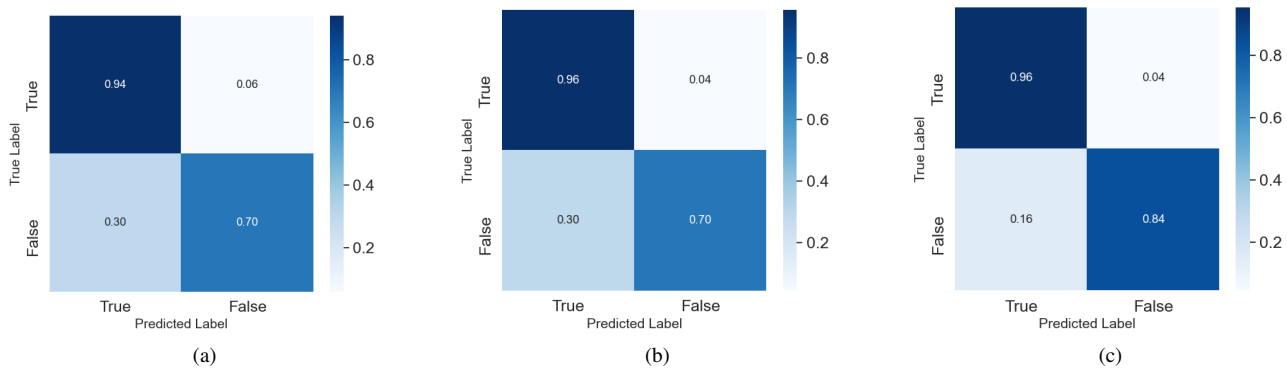 0.94 0.06
0.30 0.70
True
False
True Label
True False
Predicted Label
0.8
0.6
0.4
0.2
(a)
0.96 0.04
0.30 0.70
True
False
True Label
True False
Predicted Label
0.8
0.6
0.4
0.2
(b)
0.96 0.04
0.16 0.84
True
False
True Label
True False
Predicted Label
0.8
0.6
0.4
0.2
(c)